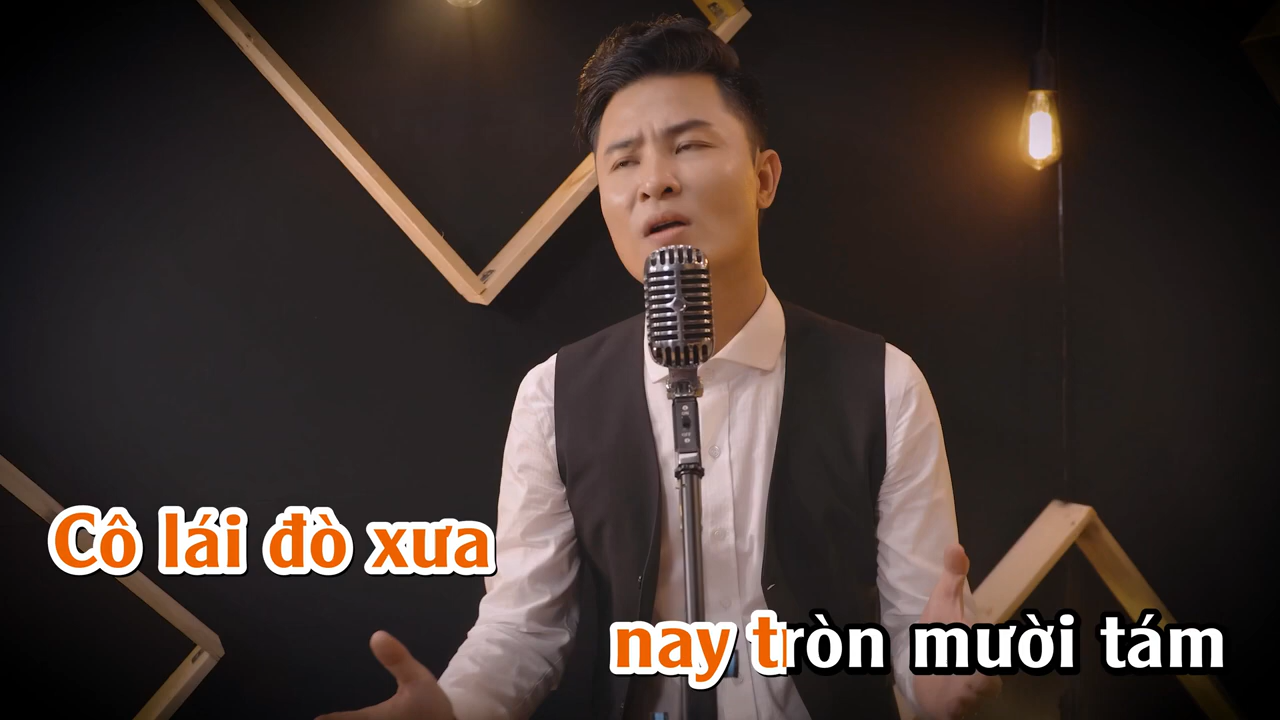 Cô lái đò xưa
nay tròn mười tám